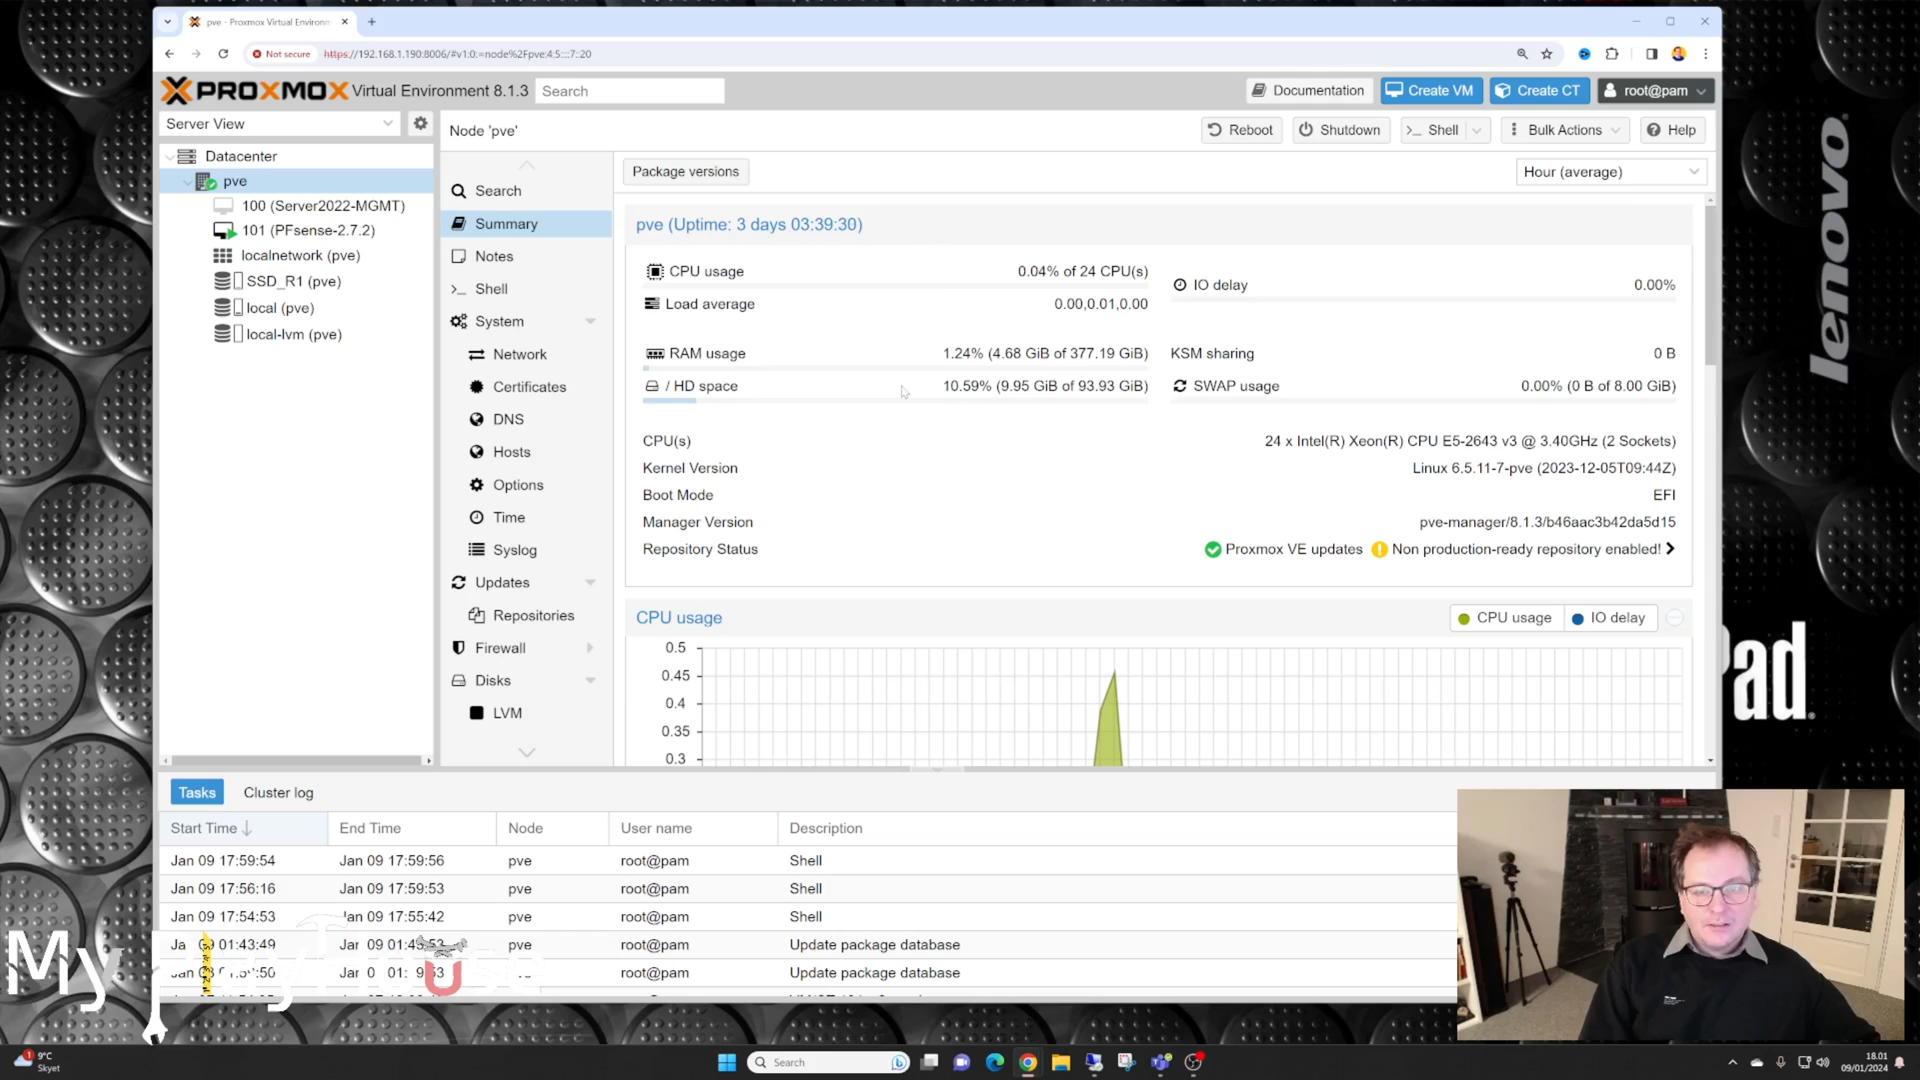 pve - Proxmox Virtual Environm
Not secure
https://192.168.1.190:8006/#v1:0:=node%2Fpve:4:5::::7::20
PROXMOX Virtual Environment 8.1.3
Search
Documentation
Create VM
Create CT
root@pam
Server View
Node 'pve'
Reboot
Shutdown
>_ Shell
Bulk Actions
Help
Datacenter
pve
100 (Server2022-MGMT)
101 (PFsense-2.7.2)
localnetwork (pve)
SSD_R1 (pve)
local (pve)
local-lvm (pve)
Search
Summary
Notes
>_ Shell
System
Network
Certificates
DNS
Hosts
Options
Time
Syslog
Updates
Repositories
Firewall
Disks
LVM
Package versions
Hour (average)
pve (Uptime: 3 days 03:39:30)
CPU usage 0.04% of 24 CPU(s)
IO delay 0.00%
Load average 0.00,0.01,0.00
RAM usage 1.24% (4.68 GiB of 377.19 GiB)
KSM sharing 0 B
/ HD space 10.59% (9.95 GiB of 93.93 GiB)
SWAP usage 0.00% (0 B of 8.00 GiB)
CPU(s) 24 x Intel(R) Xeon(R) CPU E5-2643 v3 @ 3.40GHz (2 Sockets)
Kernel Version Linux 6.5.11-7-pve (2023-12-05T09:44Z)
Boot Mode EFI
Manager Version pve-manager/8.1.3/b46aac3b42da5d15
Repository Status Proxmox VE updates Non production-ready repository enabled!
CPU usage
CPU usage
IO delay
0.5
0.45
0.4
0.35
0.3
Tasks
Cluster log
Start Time End Time Node User name Description
Jan 09 17:59:54 Jan 09 17:59:56 pve root@pam Shell
Jan 09 17:56:16 Jan 09 17:59:53 pve root@pam Shell
Jan 09 17:54:53 Jan 09 17:55:42 pve root@pam Shell
01:43:49 pve root@pam Update package database
root@pam Update package database
My PlayHouse
lenovo
Pad
1
9°C
Skyet
Search
18.01
09/01/2024